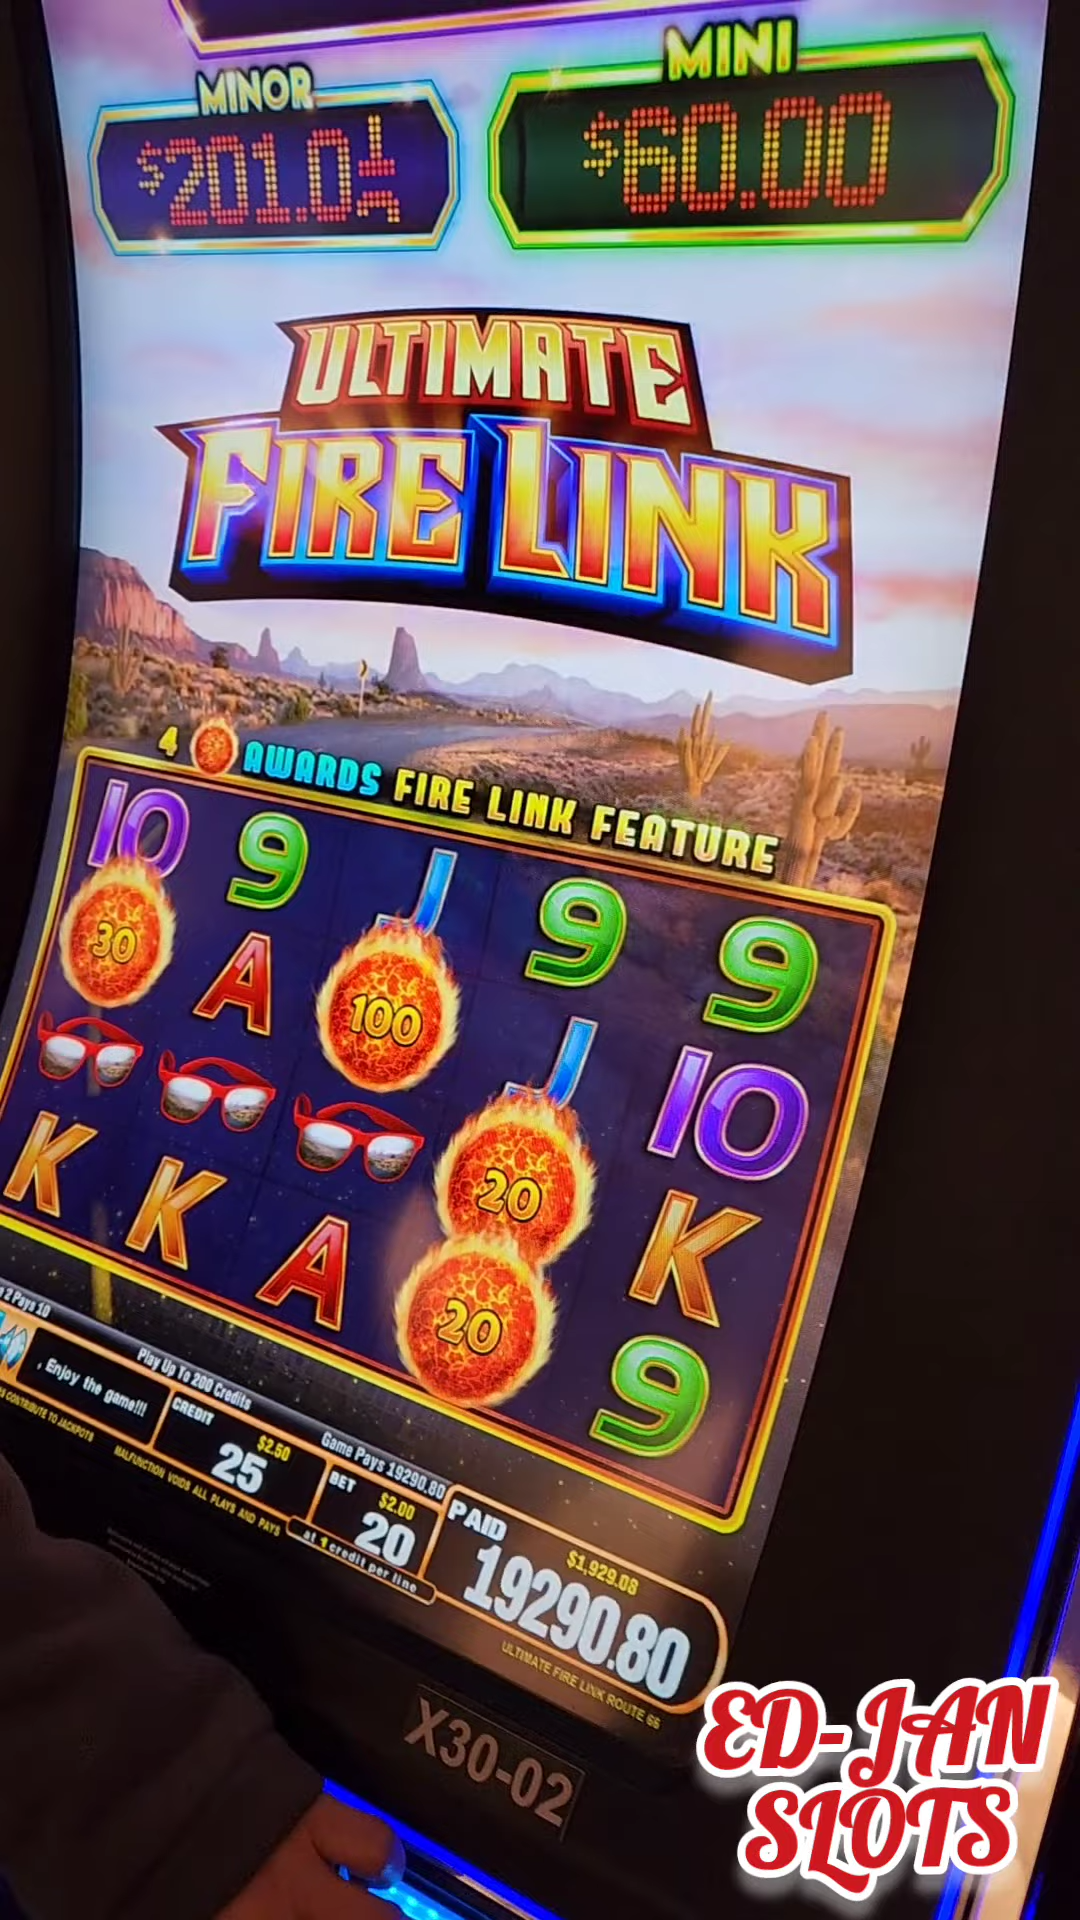 MINOR
MINI
$201.0
$60.00
ULTIMATE
FIRE LINK
4 AWARDS FIRE LINK FEATURE
10 9 J 9 9
30 A 100 J 10
20 K
K K A 20 9
2 Pays 10
Play Up To 200 Credits
Game Pays 19290.80
, Enjoy the game!!!
CREDIT
$2.50
25
BET
$2.00
20
at 1 credit per line
PAID
$1,929.08
19290.80
CONTRIBUTE TO JACKPOTS
MALFUNCTION VOIDS ALL PLAYS AND PAYS
ULTIMATE FIRE LINK ROUTE 66
X30-02
ED-JAN
SLOTS